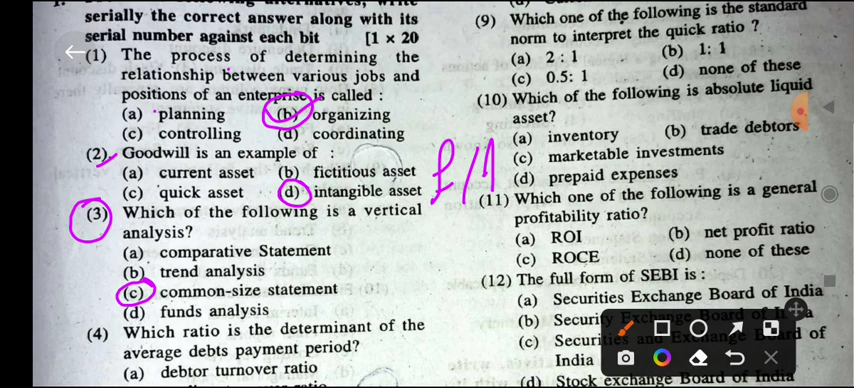 serially the correct answer along with its
serial number against each bit [1 × 20
(1) The process of determining the
relationship between various jobs and
positions of an enterprise is called :
(a) planning (b) organizing
(c) controlling (d) coordinating
(2) Goodwill is an example of :
(a) current asset (b) fictitious asset
(c) quick asset (d) intangible asset
(3) Which of the following is a vertical
analysis?
(a) comparative Statement
(b) trend analysis
(c) common-size statement
(d) funds analysis
(4) Which ratio is the determinant of the
average debts payment period?
(a) debtor turnover ratio
(9) Which one of the following is the standard
norm to interpret the quick ratio ?
(a) 2 : 1 (b) 1: 1
(c) 0.5: 1 (d) none of these
(10) Which of the following is absolute liquid
asset?
(a) inventory (b) trade debtors
(c) marketable investments
(d) prepaid expenses
(11) Which one of the following is a general
profitability ratio?
(a) ROI (b) net profit ratio
(c) ROCE (d) none of these
(12) The full form of SEBI is :
(a) Securities Exchange Board of India
(b) Security Exchange Board of
(c) Securities and Exchange Board of
India
(d) Stock exchange Board of India